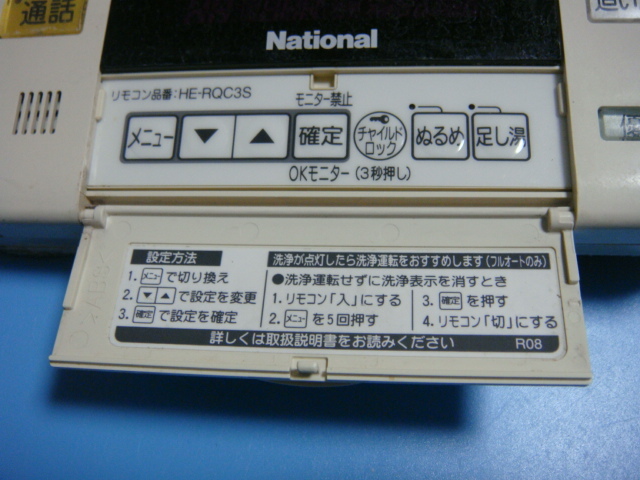 通話
National
リモコン品番:HE-RQC3S
モニター禁止
メニュー ▼ ▲ 確定 チャイルドロック ぬるめ 足し湯
OKモニター(3秒押し)
設定方法
1. メニュー で切り換え
2. ▼ ▲ で設定を変更
3. 確定 で設定を確定
洗浄が点灯したら洗浄運転をおすすめします(フルオートのみ)
●洗浄運転せずに洗浄表示を消すとき
1. リモコン「入」にする
2. メニュー を5回押す
3. 確定 を押す
4. リモコン「切」にする
詳しくは取扱説明書をお読みください
R08